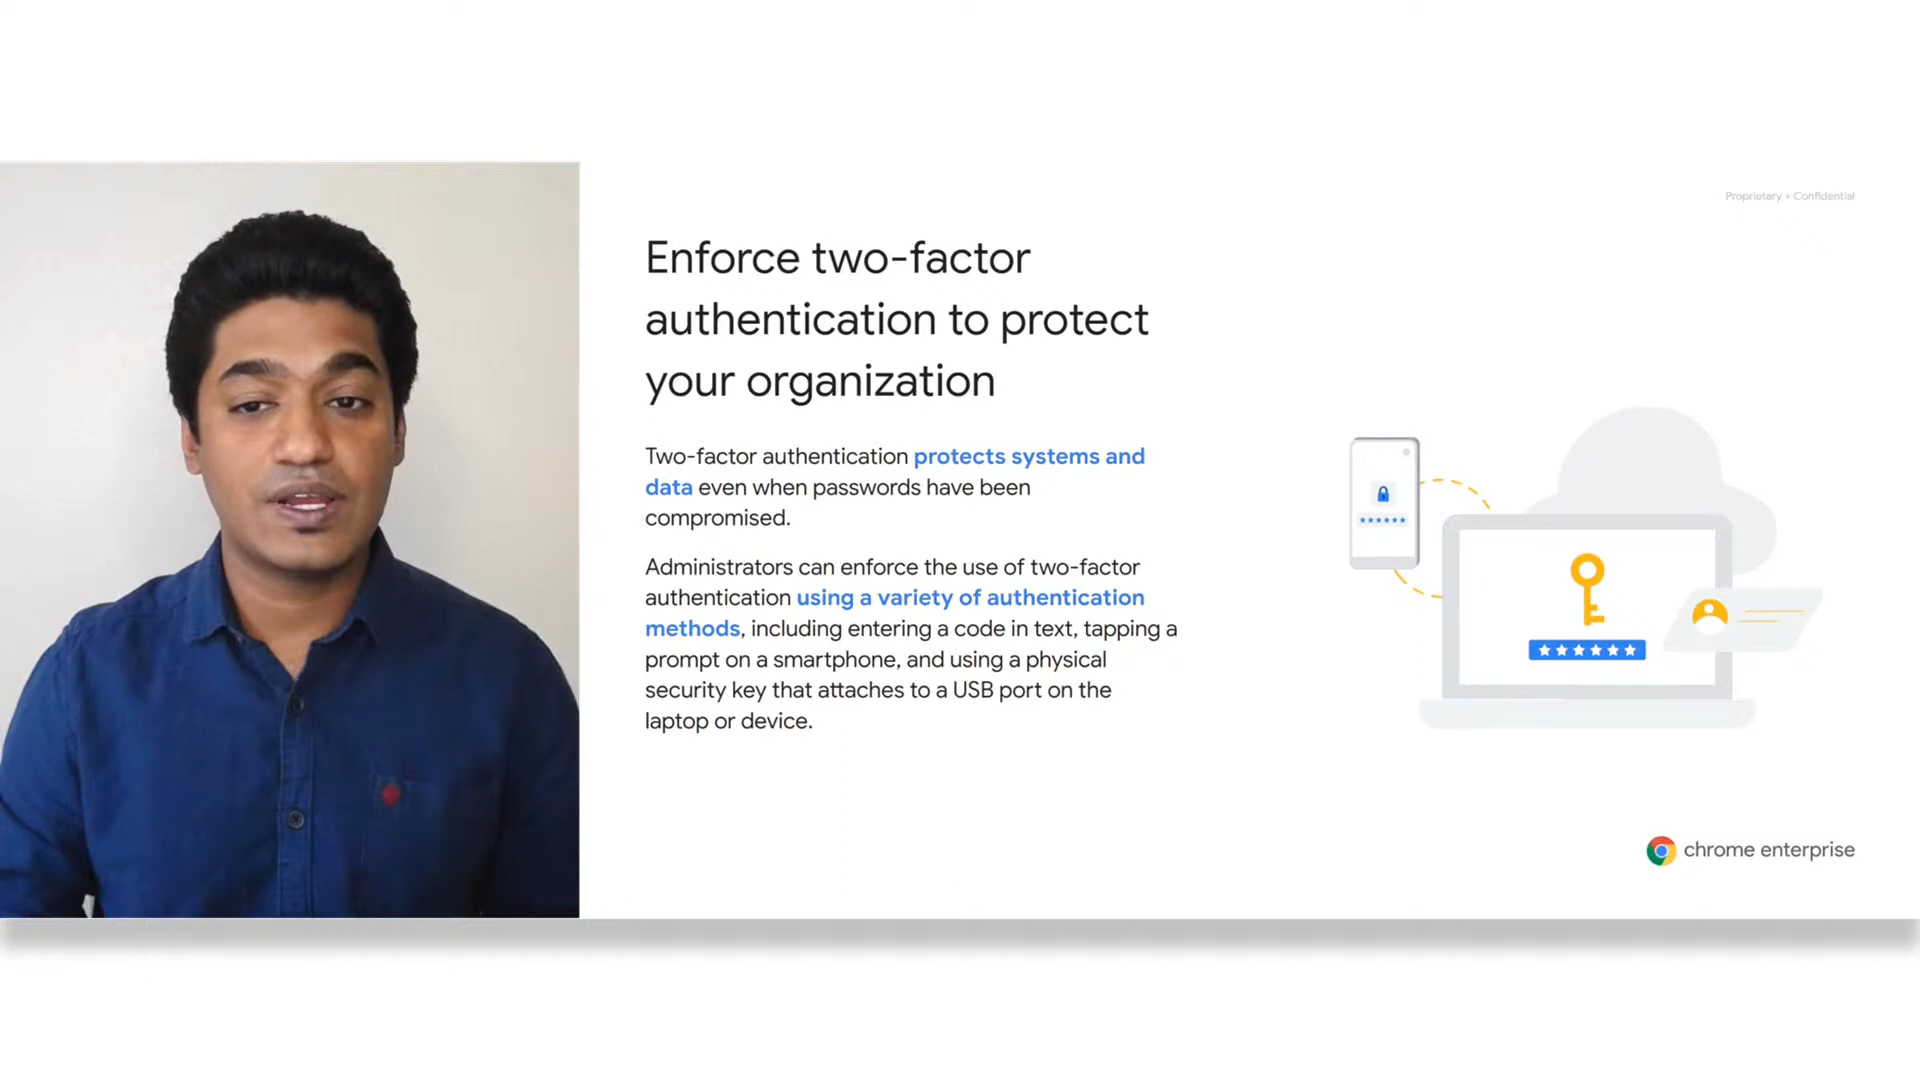 Proprietary + Confidential
Enforce two-factor
authentication to protect
your organization
Two-factor authentication protects systems and
data even when passwords have been
compromised.
Administrators can enforce the use of two-factor
authentication using a variety of authentication
methods, including entering a code in text, tapping a
prompt on a smartphone, and using a physical
security key that attaches to a USB port on the
laptop or device.
chrome enterprise